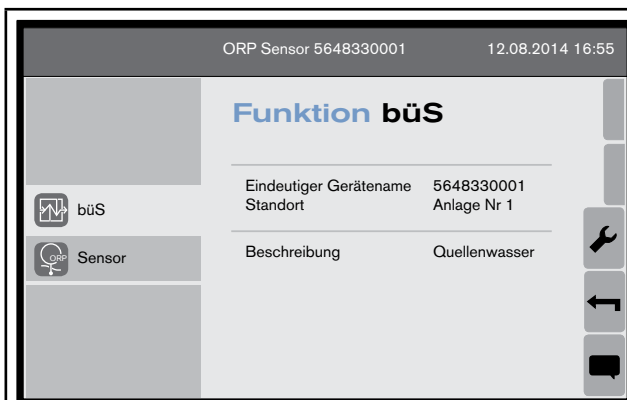 ORP Sensor 5648330001 12.08.2014 16:55
Funktion büS
Eindeutiger Gerätename 5648330001
Standort Anlage Nr 1
büS
Beschreibung Quellenwasser
ORP Sensor